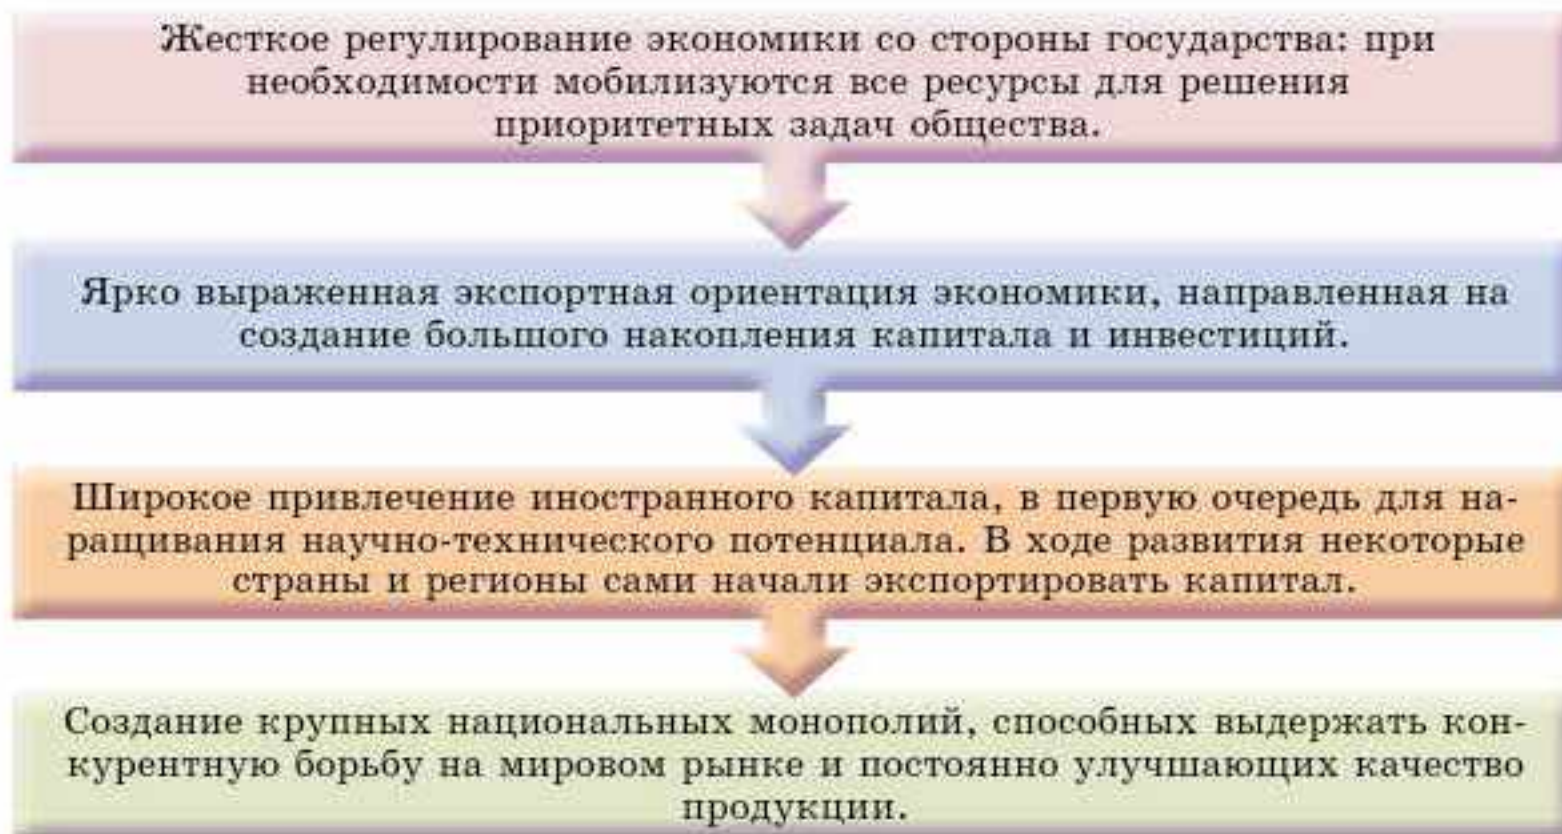 Жесткое регулирование экономики со стороны государства: при
необходимости мобилизуются все ресурсы для решения
приоритетных задач общества.
Ярко выраженная экспортная ориентация экономики, направленная на
создание большого накопления капитала и инвестиций.
Широкое привлечение иностранного капитала, в первую очередь для на-
ращивания научно-технического потенциала. В ходе развития некоторые
страны и регионы сами начали экспортировать капитал.
Создание крупных национальных монополий, способных выдержать кон-
курентную борьбу на мировом рынке и постоянно улучшающих качество
продукции.